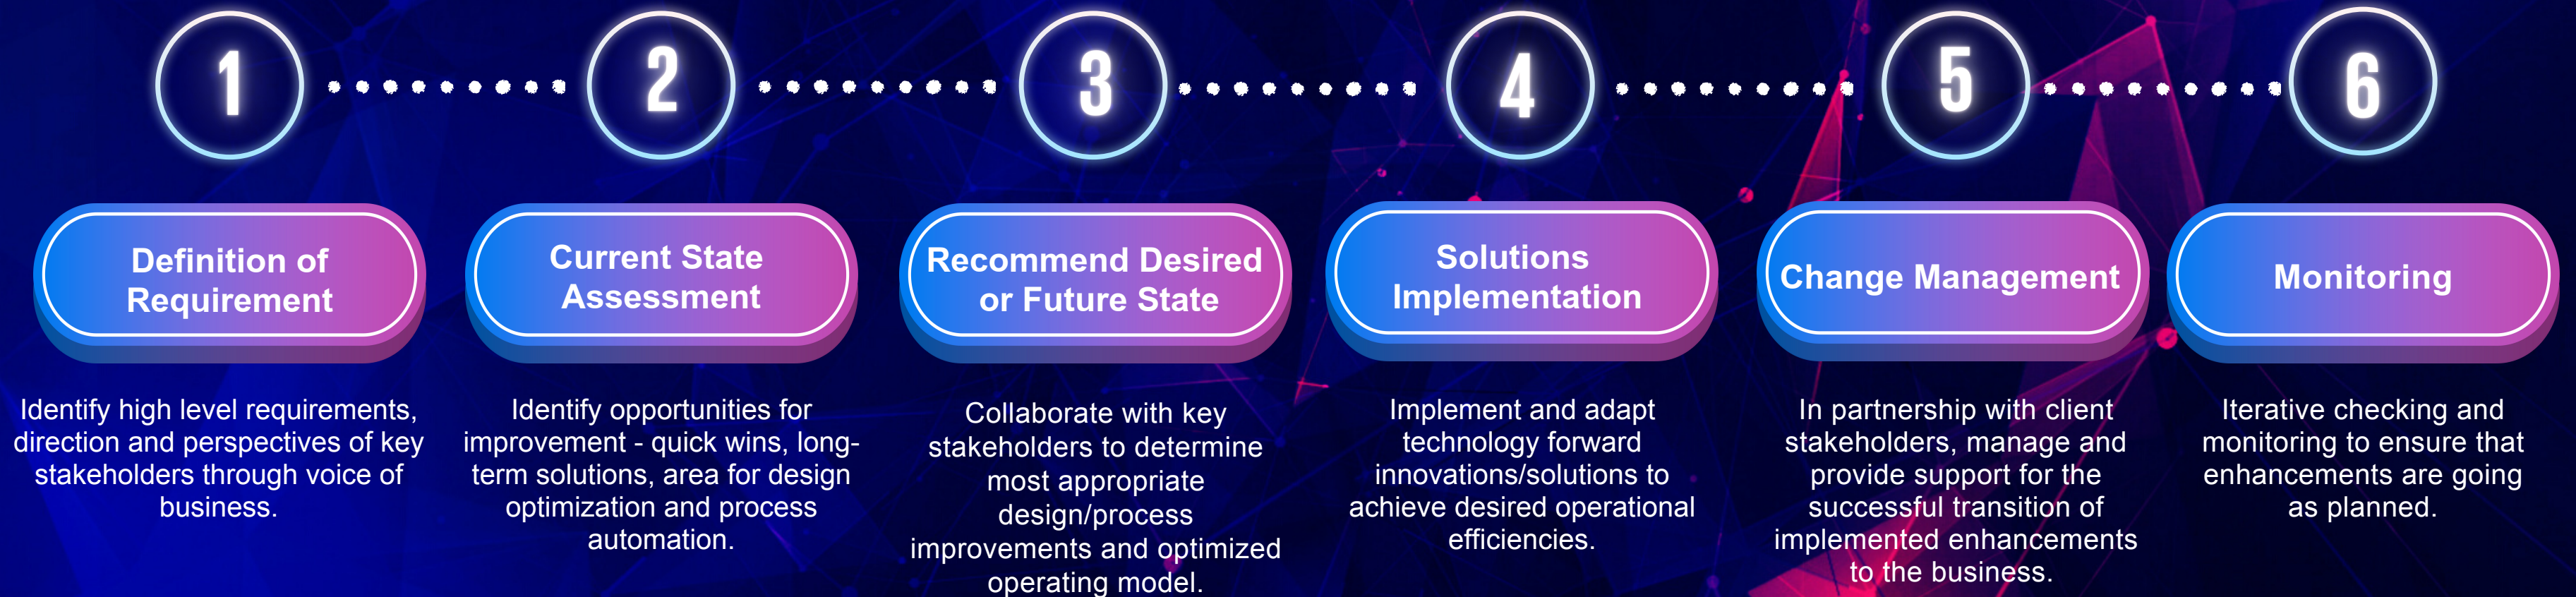 1
2
3
4
5
6
Definition of
Requirement
Current State
Assessment
Recommend Desired
or Future State
Solutions
Implementation
Change Management
Monitoring
Identify high level requirements,
direction and perspectives of key
stakeholders through voice of
business.
Identify opportunities for
improvement - quick wins, long-
term solutions, area for design
optimization and process
automation.
Collaborate with key
stakeholders to determine
most appropriate
design/process
improvements and optimized
operating model.
Implement and adapt
technology forward
innovations/solutions to
achieve desired operational
efficiencies.
In partnership with client
stakeholders, manage and
provide support for the
successful transition of
implemented enhancements
to the business.
Iterative checking and
monitoring to ensure that
enhancements are going
as planned.